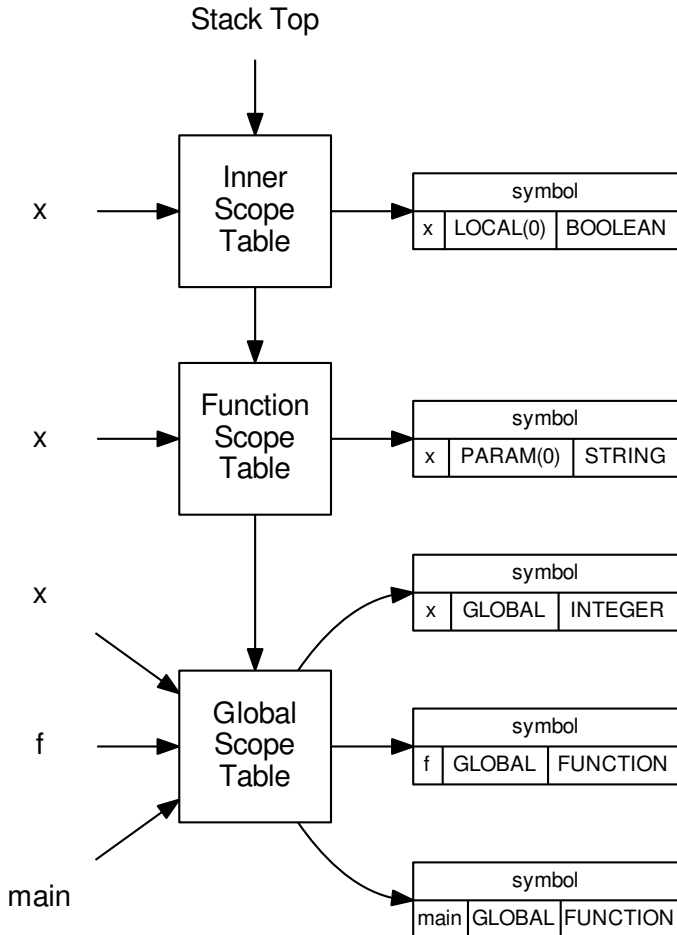 Stack Top
x
Inner
Scope
Table
symbol
x LOCAL(0) BOOLEAN
x
Function
Scope
Table
symbol
x PARAM(0) STRING
x
symbol
x GLOBAL INTEGER
f
Global
Scope
Table
symbol
f GLOBAL FUNCTION
main
symbol
main GLOBAL FUNCTION